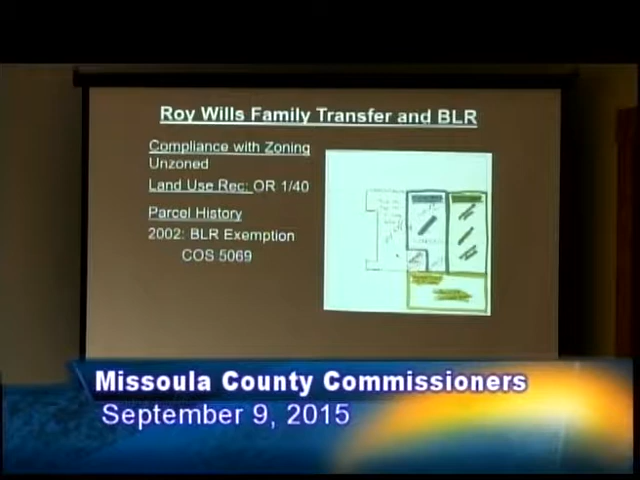 Roy Wills Family Transfer and BLR
Compliance with Zoning
Unzoned
Land Use Rec: OR 1/40
Parcel History
2002: BLR Exemption
COS 5069
Missoula County Commissioners
September 9, 2015